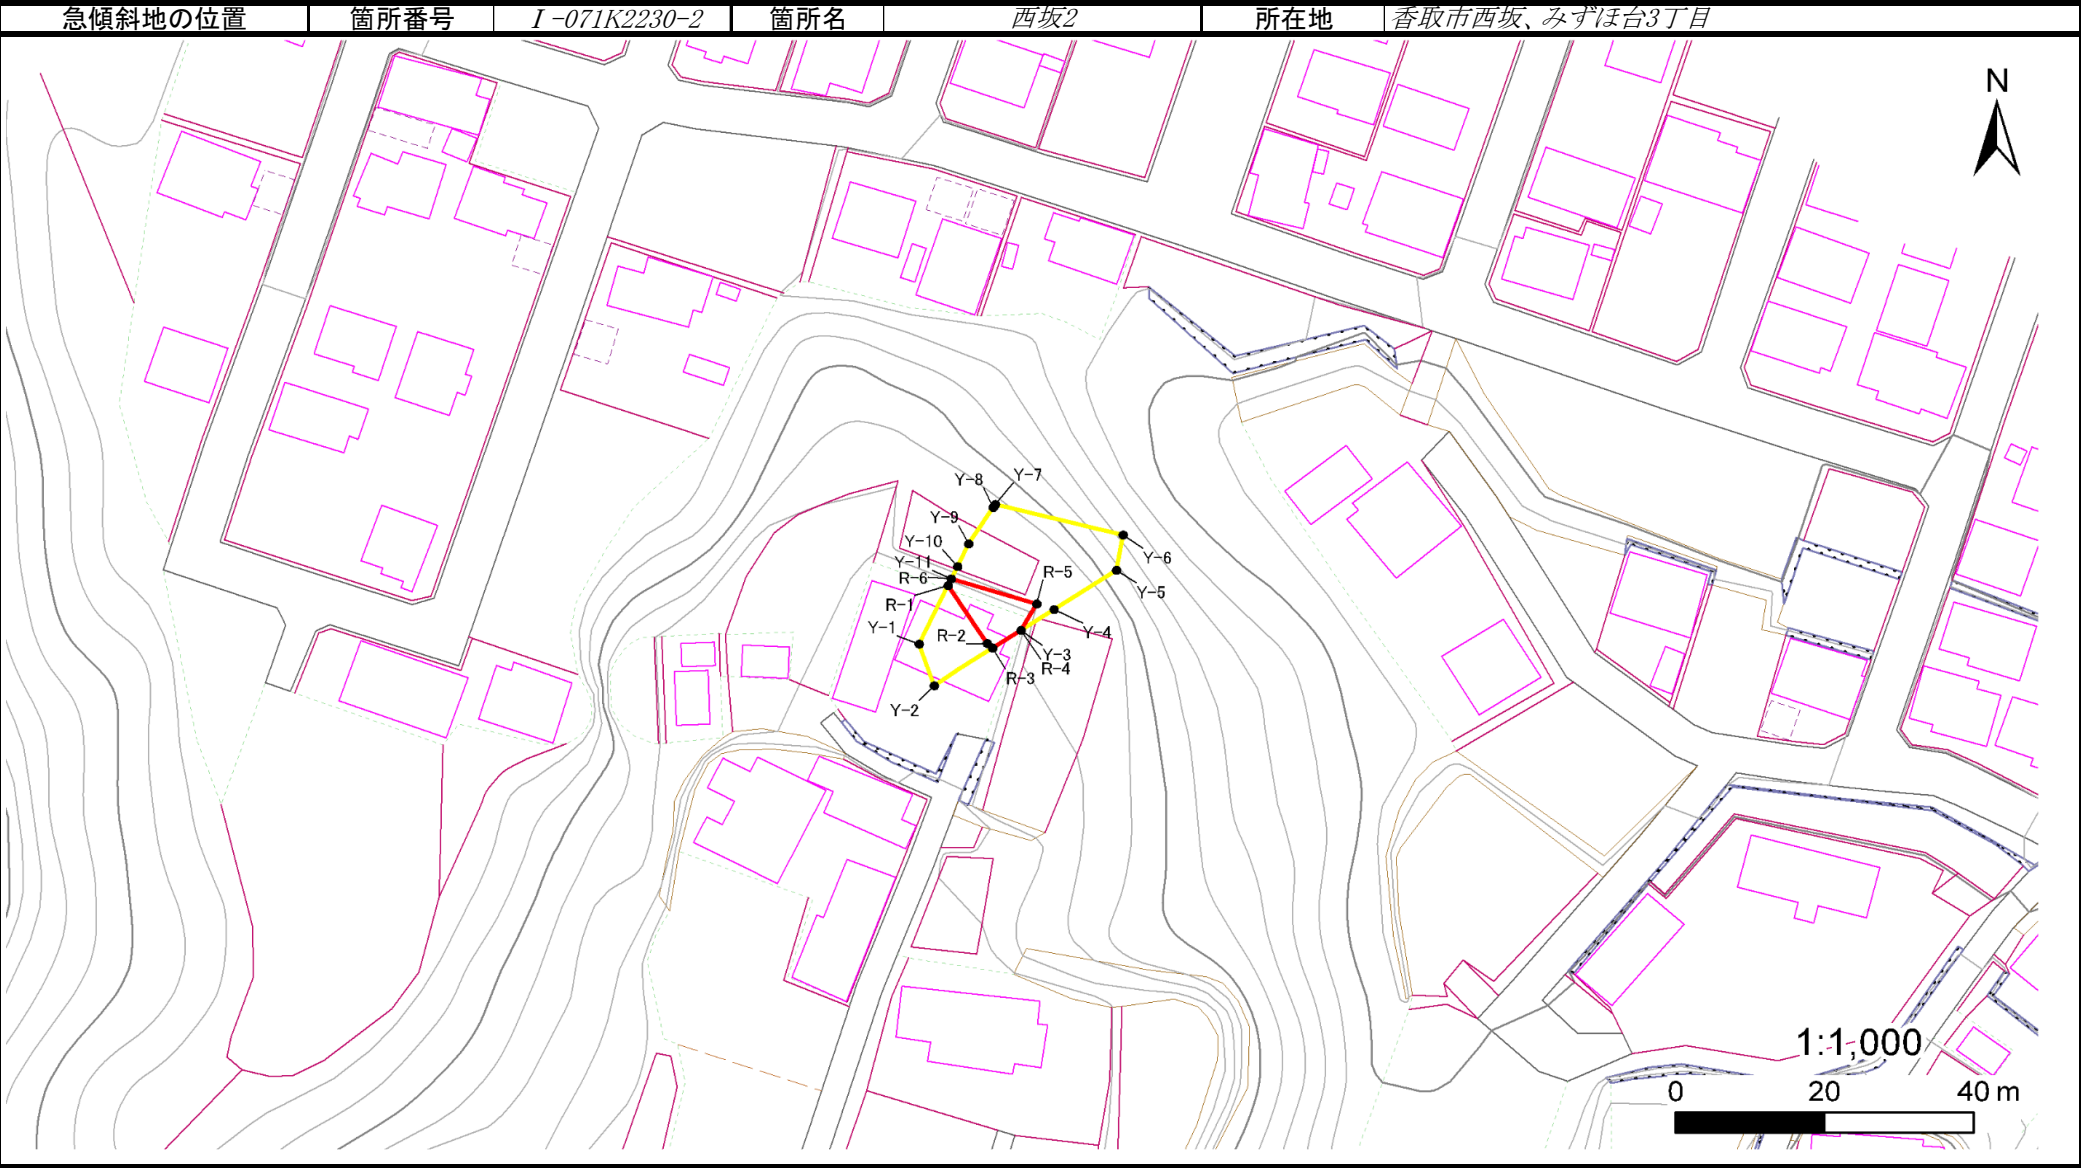 急傾斜地の位置 箇所番号 Ⅰ-071K2230-2 箇所名 西坂2 所在地 香取市西坂、みずほ台3丁目
N
Y-7
Y-8
Y-9
Y-10
Y-6
Y-11
R-5
R-6
Y-5
R-1
Y-1
R-2
Y-4
Y-3
R-4
R-3
Y-2
1:1,000
0 20 40 m